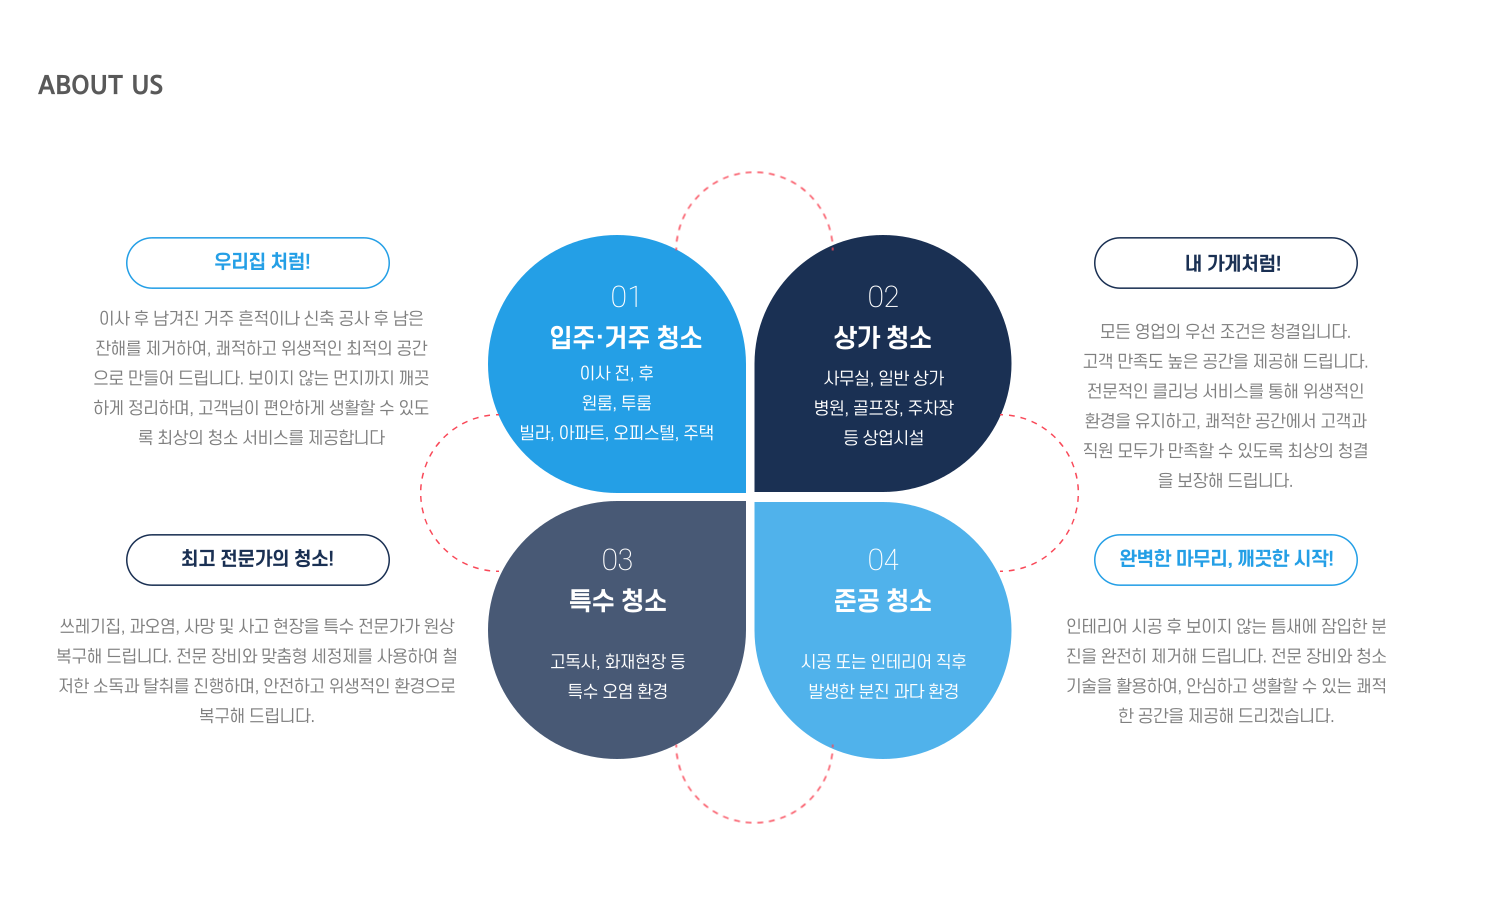 ABOUT US
우리집 처럼!
이사 후 남겨진 거주 흔적이나 신축 공사 후 남은
잔해를 제거하여, 쾌적하고 위생적인 최적의 공간
으로 만들어 드립니다. 보이지 않는 먼지까지 깨끗
하게 정리하며, 고객님이 편안하게 생활할 수 있도
록 최상의 청소 서비스를 제공합니다
01
입주·거주 청소
이사 전, 후
원룸, 투룸
빌라, 아파트, 오피스텔, 주택
02
상가 청소
사무실, 일반 상가
병원, 골프장, 주차장
등 상업시설
내 가게처럼!
모든 영업의 우선 조건은 청결입니다.
고객 만족도 높은 공간을 제공해 드립니다.
전문적인 클리닝 서비스를 통해 위생적인
환경을 유지하고, 쾌적한 공간에서 고객과
직원 모두가 만족할 수 있도록 최상의 청결
을 보장해 드립니다.
최고 전문가의 청소!
쓰레기집, 과오염, 사망 및 사고 현장을 특수 전문가가 원상
복구해 드립니다. 전문 장비와 맞춤형 세정제를 사용하여 철
저한 소독과 탈취를 진행하며, 안전하고 위생적인 환경으로
복구해 드립니다.
03
특수 청소
고독사, 화재현장 등
특수 오염 환경
04
준공 청소
시공 또는 인테리어 직후
발생한 분진 과다 환경
완벽한 마무리, 깨끗한 시작!
인테리어 시공 후 보이지 않는 틈새에 잠입한 분
진을 완전히 제거해 드립니다. 전문 장비와 청소
기술을 활용하여, 안심하고 생활할 수 있는 쾌적
한 공간을 제공해 드리겠습니다.